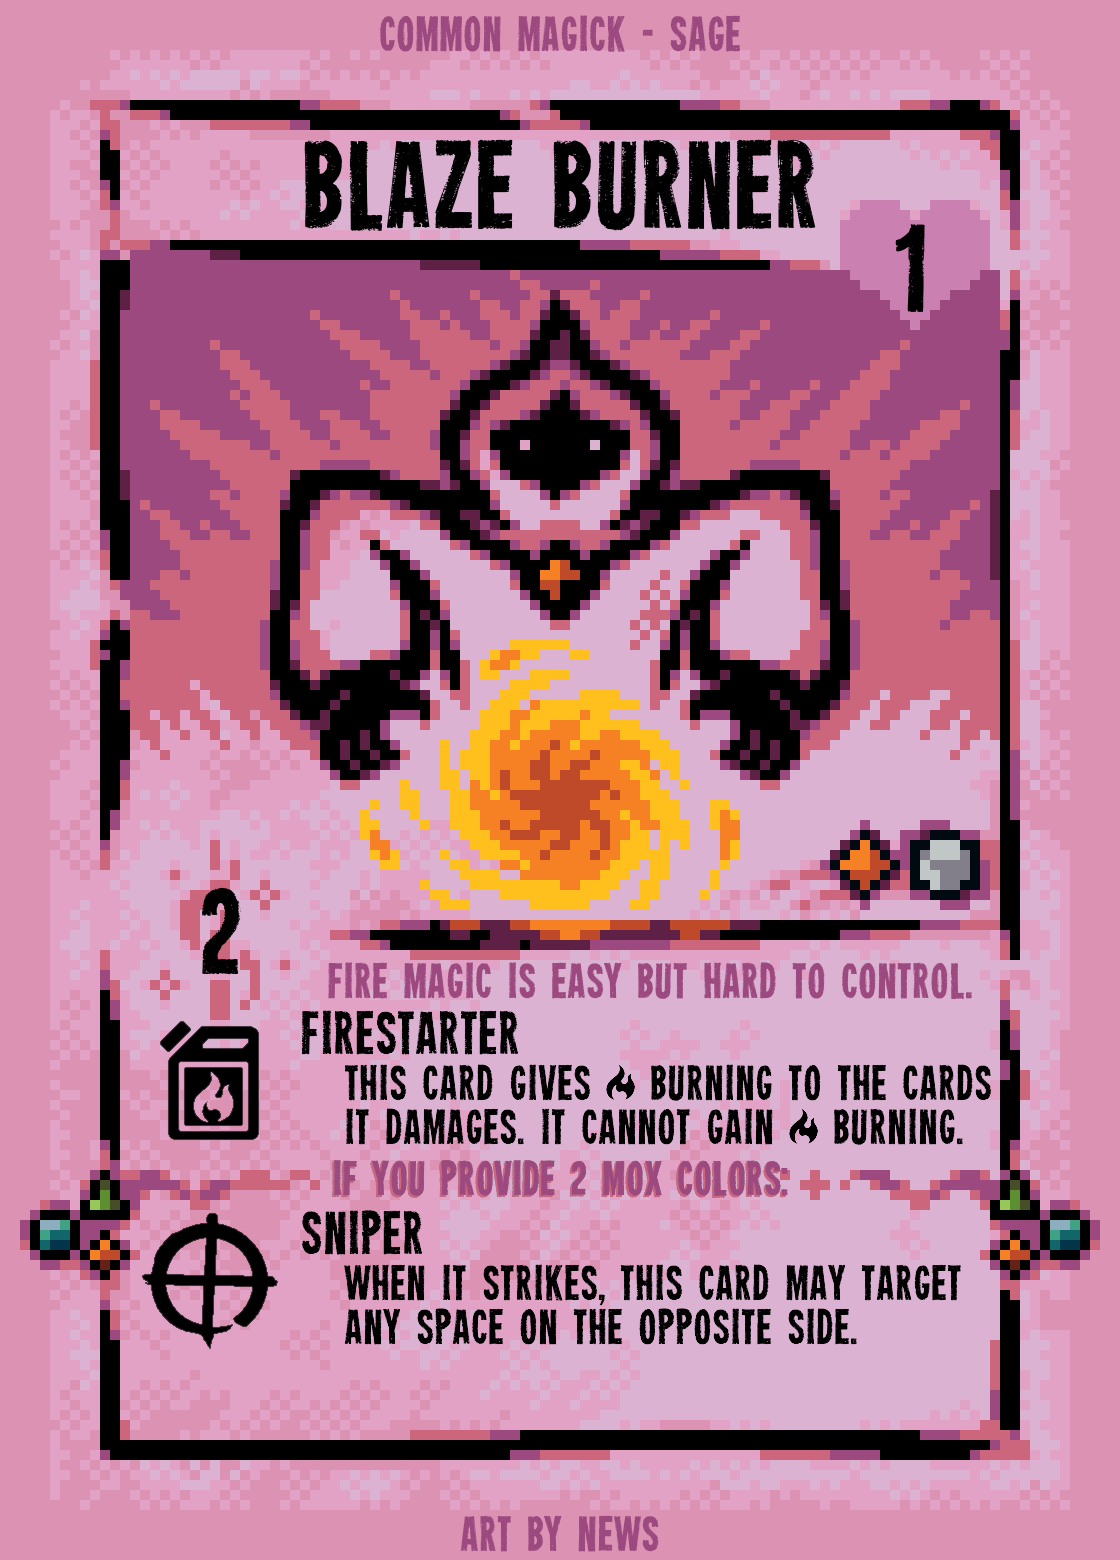 COMMON MAGICK - SAGE
BLAZE BURNER
1
2
FIRE MAGIC IS EASY BUT HARD TO CONTROL.
FIRESTARTER
THIS CARD GIVES BURNING TO THE CARDS
IT DAMAGES. IT CANNOT GAIN BURNING.
IF YOU PROVIDE 2 MOX COLORS:
SNIPER
WHEN IT STRIKES, THIS CARD MAY TARGET
ANY SPACE ON THE OPPOSITE SIDE.
ART BY NEWS